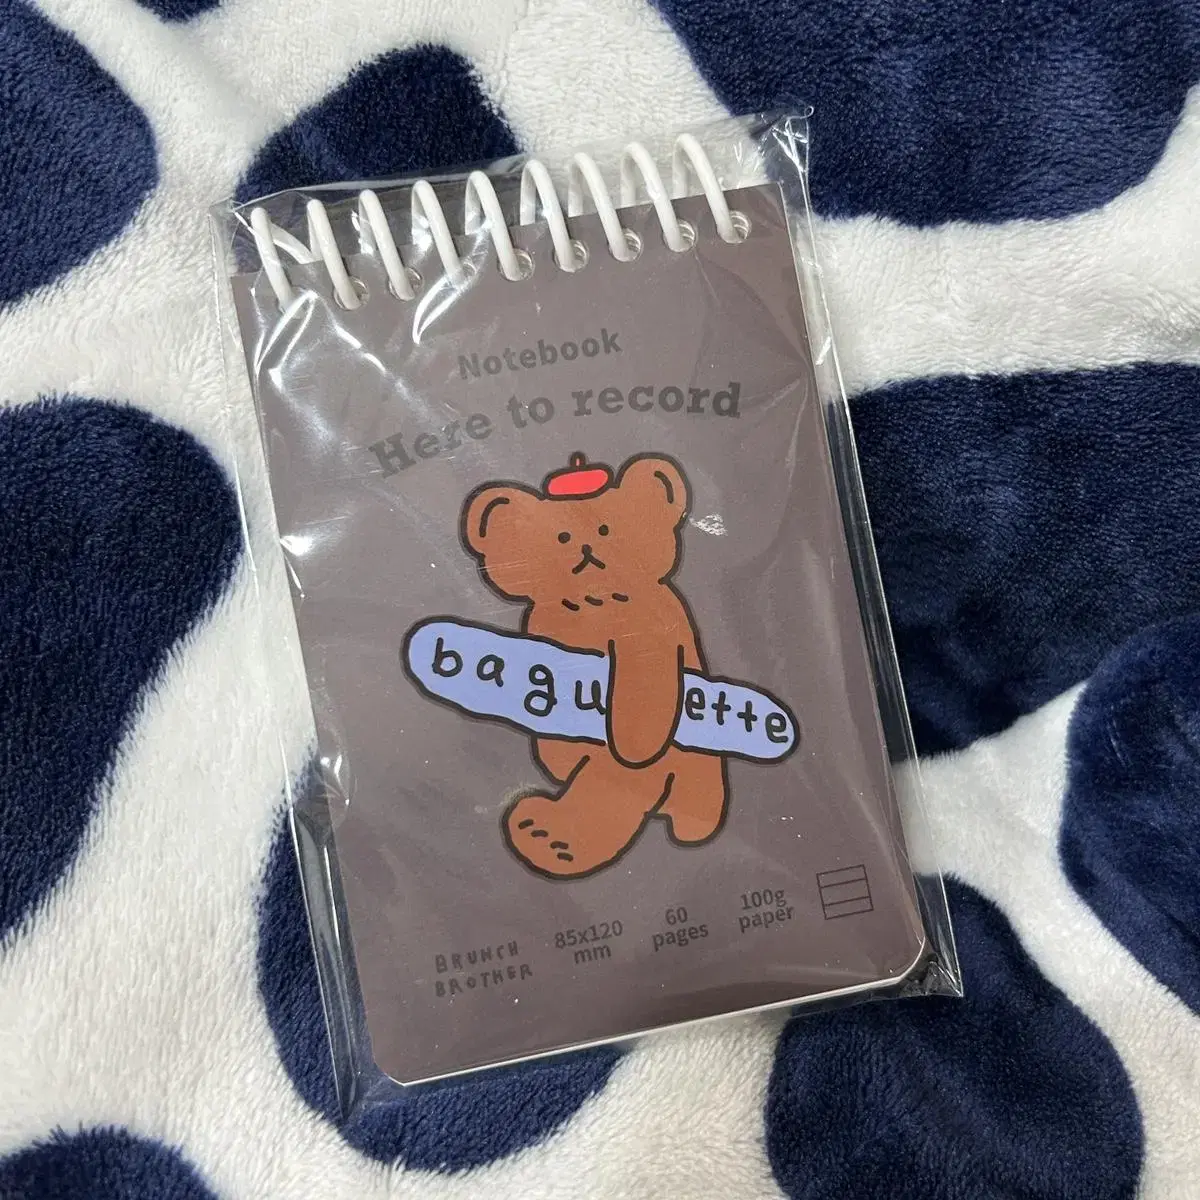 Notebook
Here to record
baguette
BRUNCH
BROTHER
85x120
mm
60
pages
100g
paper